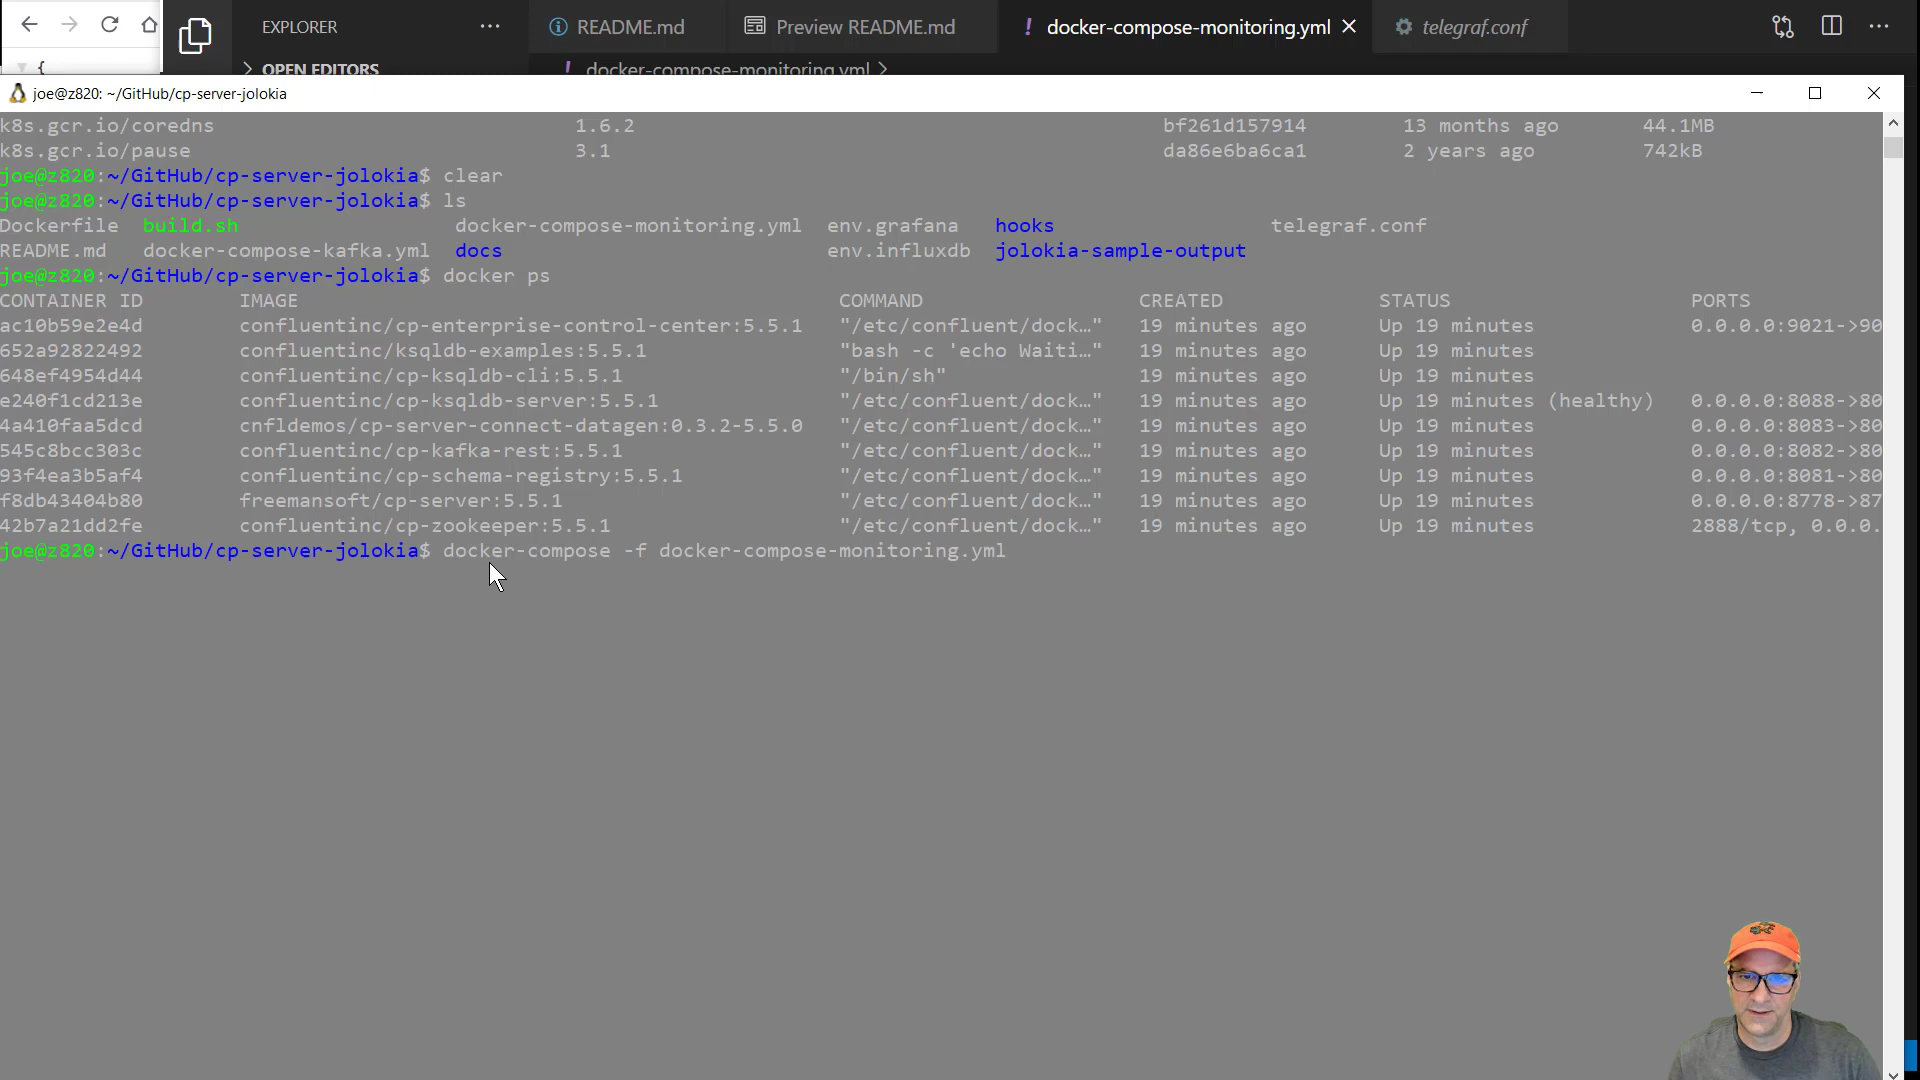 EXPLORER ··· README.md Preview README.md ! docker-compose-monitoring.yml telegraf.conf ···
{ OPEN EDITORS ! docker-compose-monitoring.yml >
joe@z820: ~/GitHub/cp-server-jolokia
k8s.gcr.io/coredns 1.6.2 bf261d157914 13 months ago 44.1MB
k8s.gcr.io/pause 3.1 da86e6ba6ca1 2 years ago 742kB
joe@z820:~/GitHub/cp-server-jolokia$ clear
joe@z820:~/GitHub/cp-server-jolokia$ ls
Dockerfile build.sh docker-compose-monitoring.yml env.grafana hooks telegraf.conf
README.md docker-compose-kafka.yml docs env.influxdb jolokia-sample-output
joe@z820:~/GitHub/cp-server-jolokia$ docker ps
CONTAINER ID IMAGE COMMAND CREATED STATUS PORTS
ac10b59e2e4d confluentinc/cp-enterprise-control-center:5.5.1 "/etc/confluent/dock…" 19 minutes ago Up 19 minutes 0.0.0.0:9021->90
652a92822492 confluentinc/ksqldb-examples:5.5.1 "bash -c 'echo Waiti…" 19 minutes ago Up 19 minutes
648ef4954d44 confluentinc/cp-ksqldb-cli:5.5.1 "/bin/sh" 19 minutes ago Up 19 minutes
e240f1cd213e confluentinc/cp-ksqldb-server:5.5.1 "/etc/confluent/dock…" 19 minutes ago Up 19 minutes (healthy) 0.0.0.0:8088->80
4a410faa5dcd cnfldemos/cp-server-connect-datagen:0.3.2-5.5.0 "/etc/confluent/dock…" 19 minutes ago Up 19 minutes 0.0.0.0:8083->80
545c8bcc303c confluentinc/cp-kafka-rest:5.5.1 "/etc/confluent/dock…" 19 minutes ago Up 19 minutes 0.0.0.0:8082->80
93f4ea3b5af4 confluentinc/cp-schema-registry:5.5.1 "/etc/confluent/dock…" 19 minutes ago Up 19 minutes 0.0.0.0:8081->80
f8db43404b80 freemansoft/cp-server:5.5.1 "/etc/confluent/dock…" 19 minutes ago Up 19 minutes 0.0.0.0:8778->87
42b7a21dd2fe confluentinc/cp-zookeeper:5.5.1 "/etc/confluent/dock…" 19 minutes ago Up 19 minutes 2888/tcp, 0.0.0.
joe@z820:~/GitHub/cp-server-jolokia$ docker-compose -f docker-compose-monitoring.yml